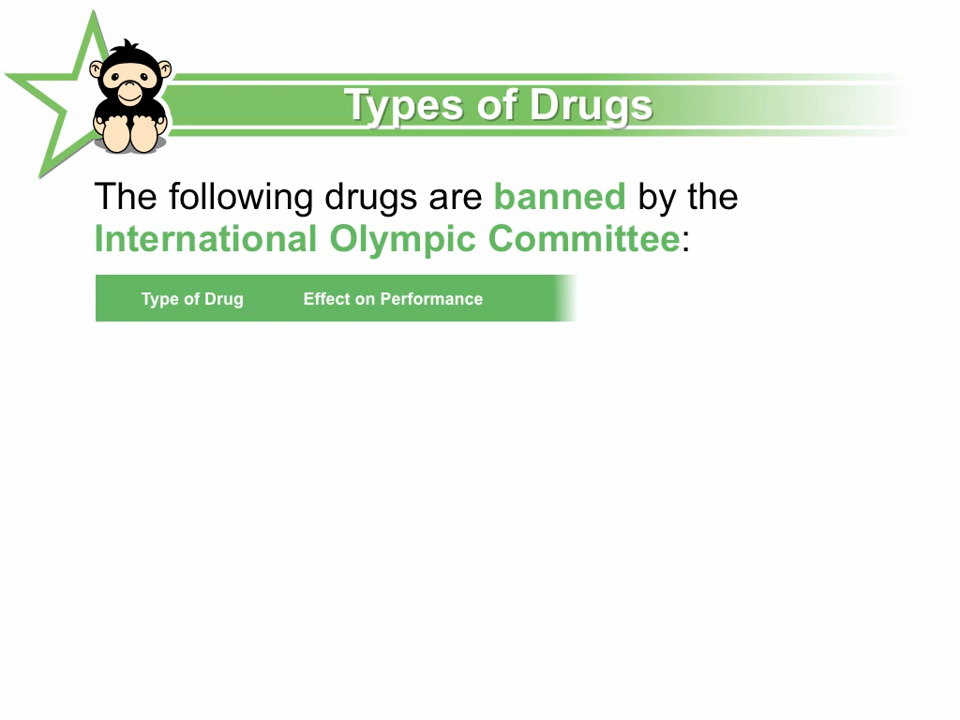 Types of Drugs
The following drugs are banned by the
International Olympic Committee:
Type of Drug Effect on Performance